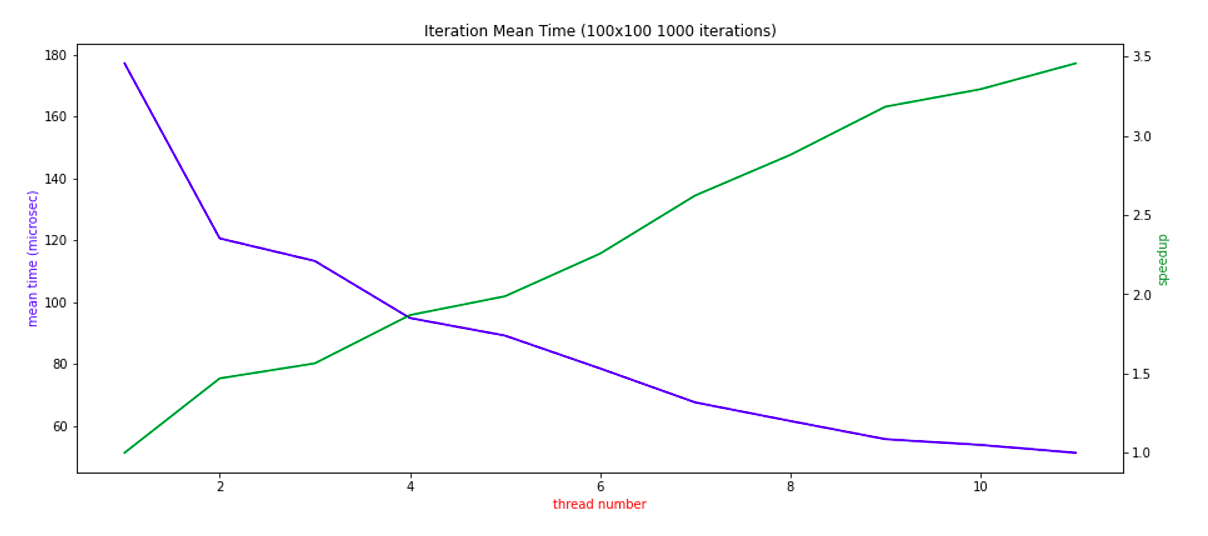 Iteration Mean Time (100x100 1000 iterations)
180
160
140
120
100
80
60
mean time (microsec)
3.5
3.0
2.5
2.0
1.5
1.0
speedup
2 4 6 8 10
thread number